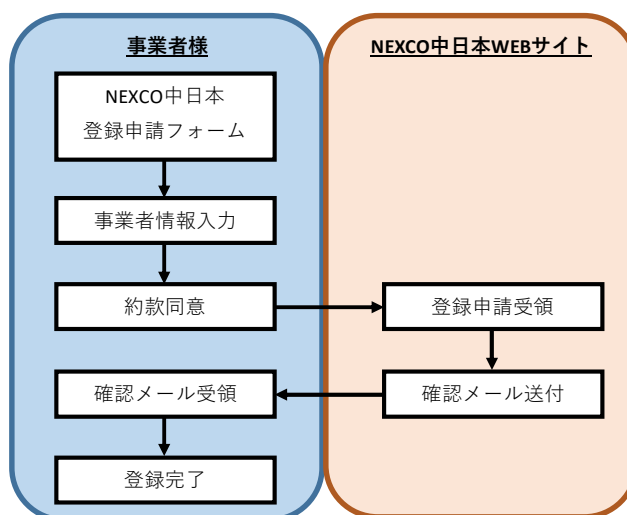 事業者様
NEXCO中日本WEBサイト
NEXCO中日本
登録申請フォーム
事業者情報入力
約款同意
登録申請受領
確認メール受領
確認メール送付
登録完了